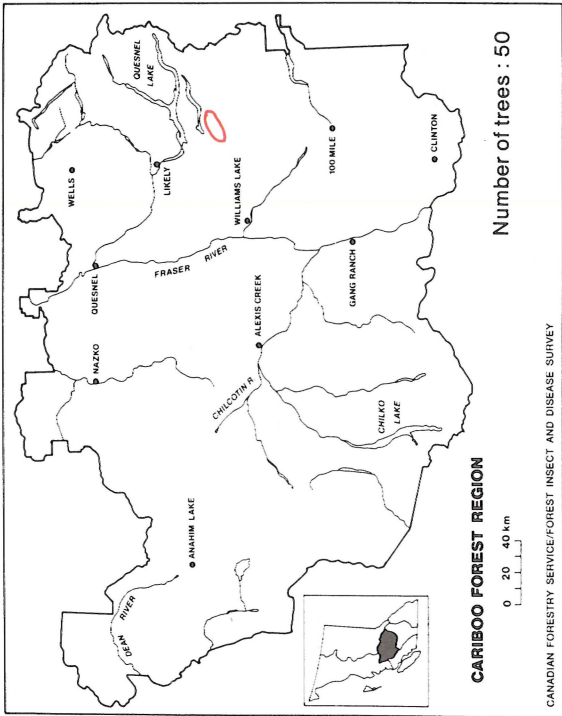 WELLS
QUESNEL
LAKE
LIKELY
QUESNEL
NAZKO
FRASER RIVER
WILLIAMS LAKE
ANAHIM LAKE
DEAN RIVER
CHILCOTIN R
ALEXIS CREEK
100 MILE
GANG RANCH
CHILKO
LAKE
CLINTON
CARIBOO FOREST REGION
0 20 40 km
Number of trees : 50
CANADIAN FORESTRY SERVICE/FOREST INSECT AND DISEASE SURVEY